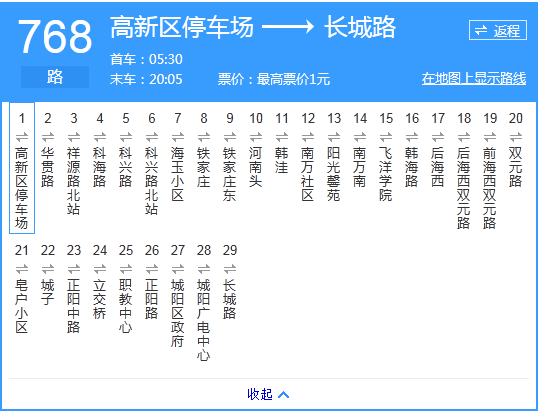 768
路
高新区停车场 → 长城路
返程
首车：05:30
末车：20:05
票价：最高票价1元
在地图上显示路线
1
高新区停车场
2
华贯路
3
祥源路北站
4
科海路
5
科兴路
6
科兴路北站
7
海玉小区
8
铁家庄
9
铁家庄东
10
河南头
11
韩洼
12
南万社区
13
阳光馨苑
14
南万南
15
飞洋学院
16
韩海路
17
后海西
18
后海西双元路
19
前海西双元路
20
双元路
21
皂户小区
22
城子
23
正阳中路
24
立交桥
25
职教中心
26
正阳路
27
城阳区政府
28
城阳广电中心
29
长城路
收起